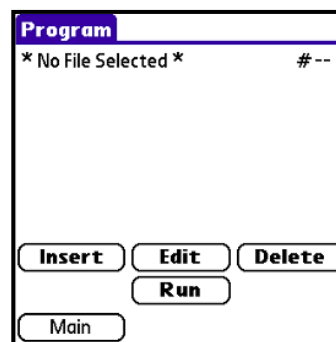 Program
* No File Selected * #--
Insert Edit Delete
Run
Main